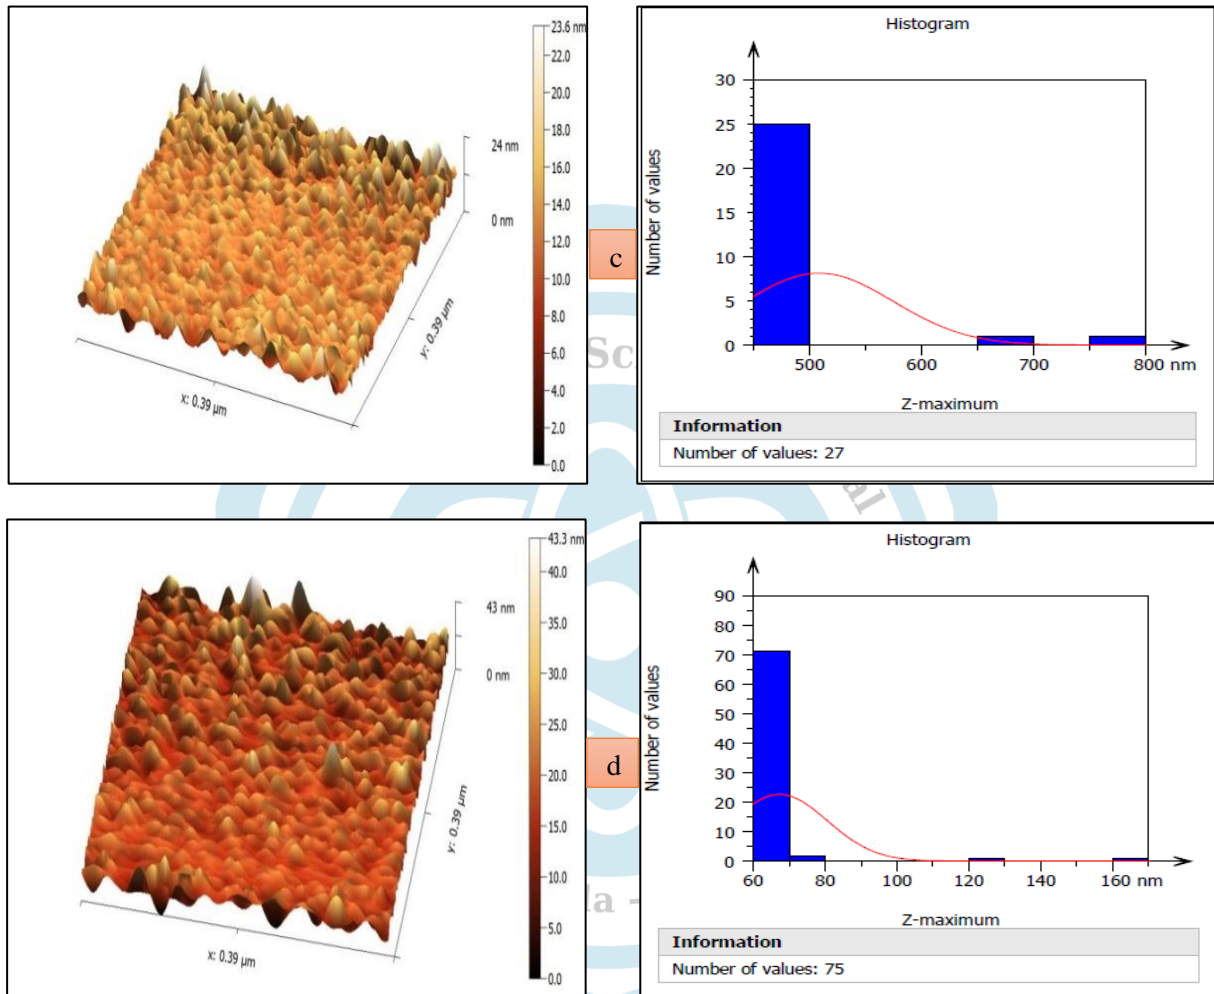 23.6 nm
22.0
20.0
18.0
16.0
14.0
12.0
10.0
8.0
6.0
4.0
2.0
0.0
24 nm
0 nm
y: 0.39 µm
x: 0.39 µm
c
Histogram
Number of values
30
25
20
15
10
5
0
500 600 700 800 nm
Z-maximum
Information
Number of values: 27
Sc
al
43.3 nm
40.0
35.0
30.0
25.0
20.0
15.0
10.0
5.0
0.0
43 nm
0 nm
y: 0.39 µm
x: 0.39 µm
d
Histogram
Number of values
90
80
70
60
50
40
30
20
10
0
60 80 100 120 140 160 nm
Z-maximum
Information
Number of values: 75
la -